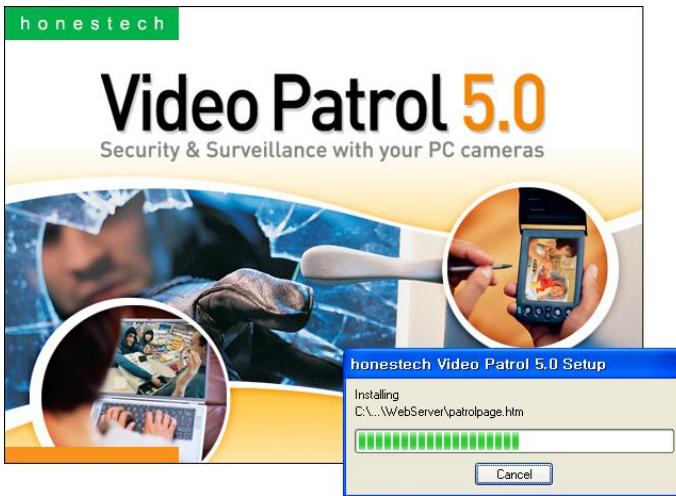 honestech
Video Patrol 5.0
Security & Surveillance with your PC cameras
honestech Video Patrol 5.0 Setup
Installing
C:\...\WebServer\patrolpage.htm
Cancel